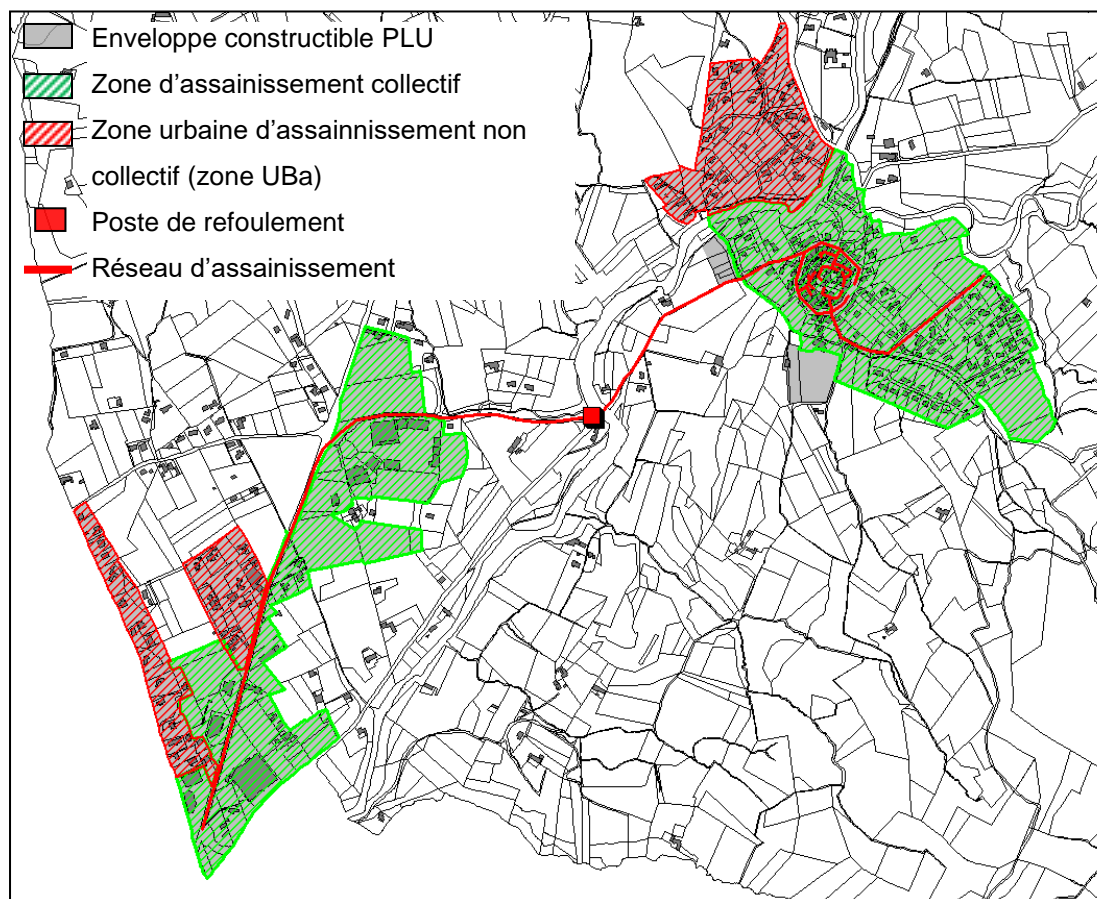 Enveloppe constructible PLU
Zone d'assainissement collectif
Zone urbaine d'assainnissement non
collectif (zone UBa)
Poste de refoulement
Réseau d'assainissement